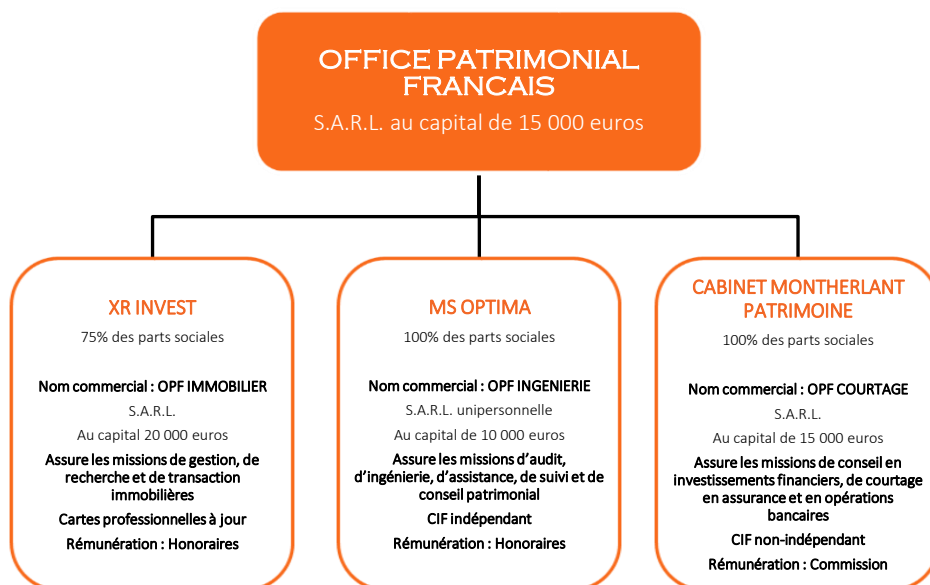 OFFICE PATRIMONIAL
FRANCAIS
S.A.R.L. au capital de 15 000 euros
XR INVEST
75% des parts sociales
Nom commercial : OPF IMMOBILIER
S.A.R.L.
Au capital 20 000 euros
Assure les missions de gestion, de
recherche et de transaction
immobilières
Cartes professionnelles à jour
Rémunération : Honoraires
MS OPTIMA
100% des parts sociales
Nom commercial : OPF INGENIERIE
S.A.R.L. unipersonnelle
Au capital de 10 000 euros
Assure les missions d'audit,
d'ingénierie, d'assistance, de suivi et de
conseil patrimonial
CIF indépendant
Rémunération : Honoraires
CABINET MONTHERLANT
PATRIMOINE
100% des parts sociales
Nom commercial : OPF COURTAGE
S.A.R.L.
Au capital de 15 000 euros
Assure les missions de conseil en
investissements financiers, de courtage
en assurance et en opérations
bancaires
CIF non-indépendant
Rémunération : Commission